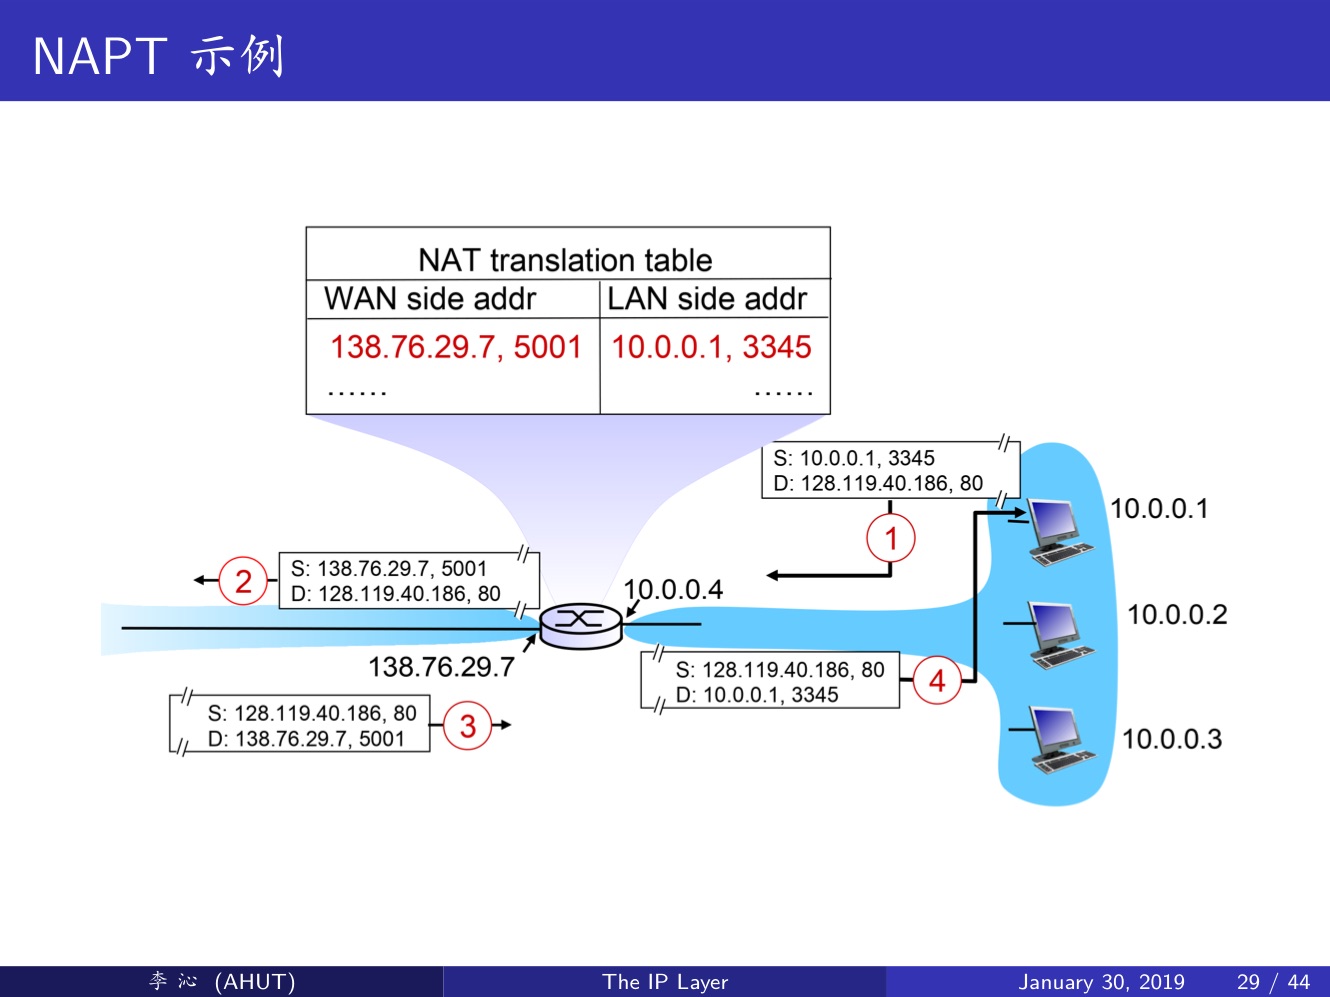 NAPT 示例
NAT translation table
WAN side addr
LAN side addr
138.76.29.7, 5001
10.0.0.1, 3345
......
......
S: 10.0.0.1, 3345
D: 128.119.40.186, 80
1
10.0.0.1
S: 138.76.29.7, 5001
D: 128.119.40.186, 80
2
10.0.0.4
10.0.0.2
138.76.29.7
S: 128.119.40.186, 80
D: 10.0.0.1, 3345
4
S: 128.119.40.186, 80
D: 138.76.29.7, 5001
3
10.0.0.3
李 沁 (AHUT)
The IP Layer
January 30, 2019
29 / 44